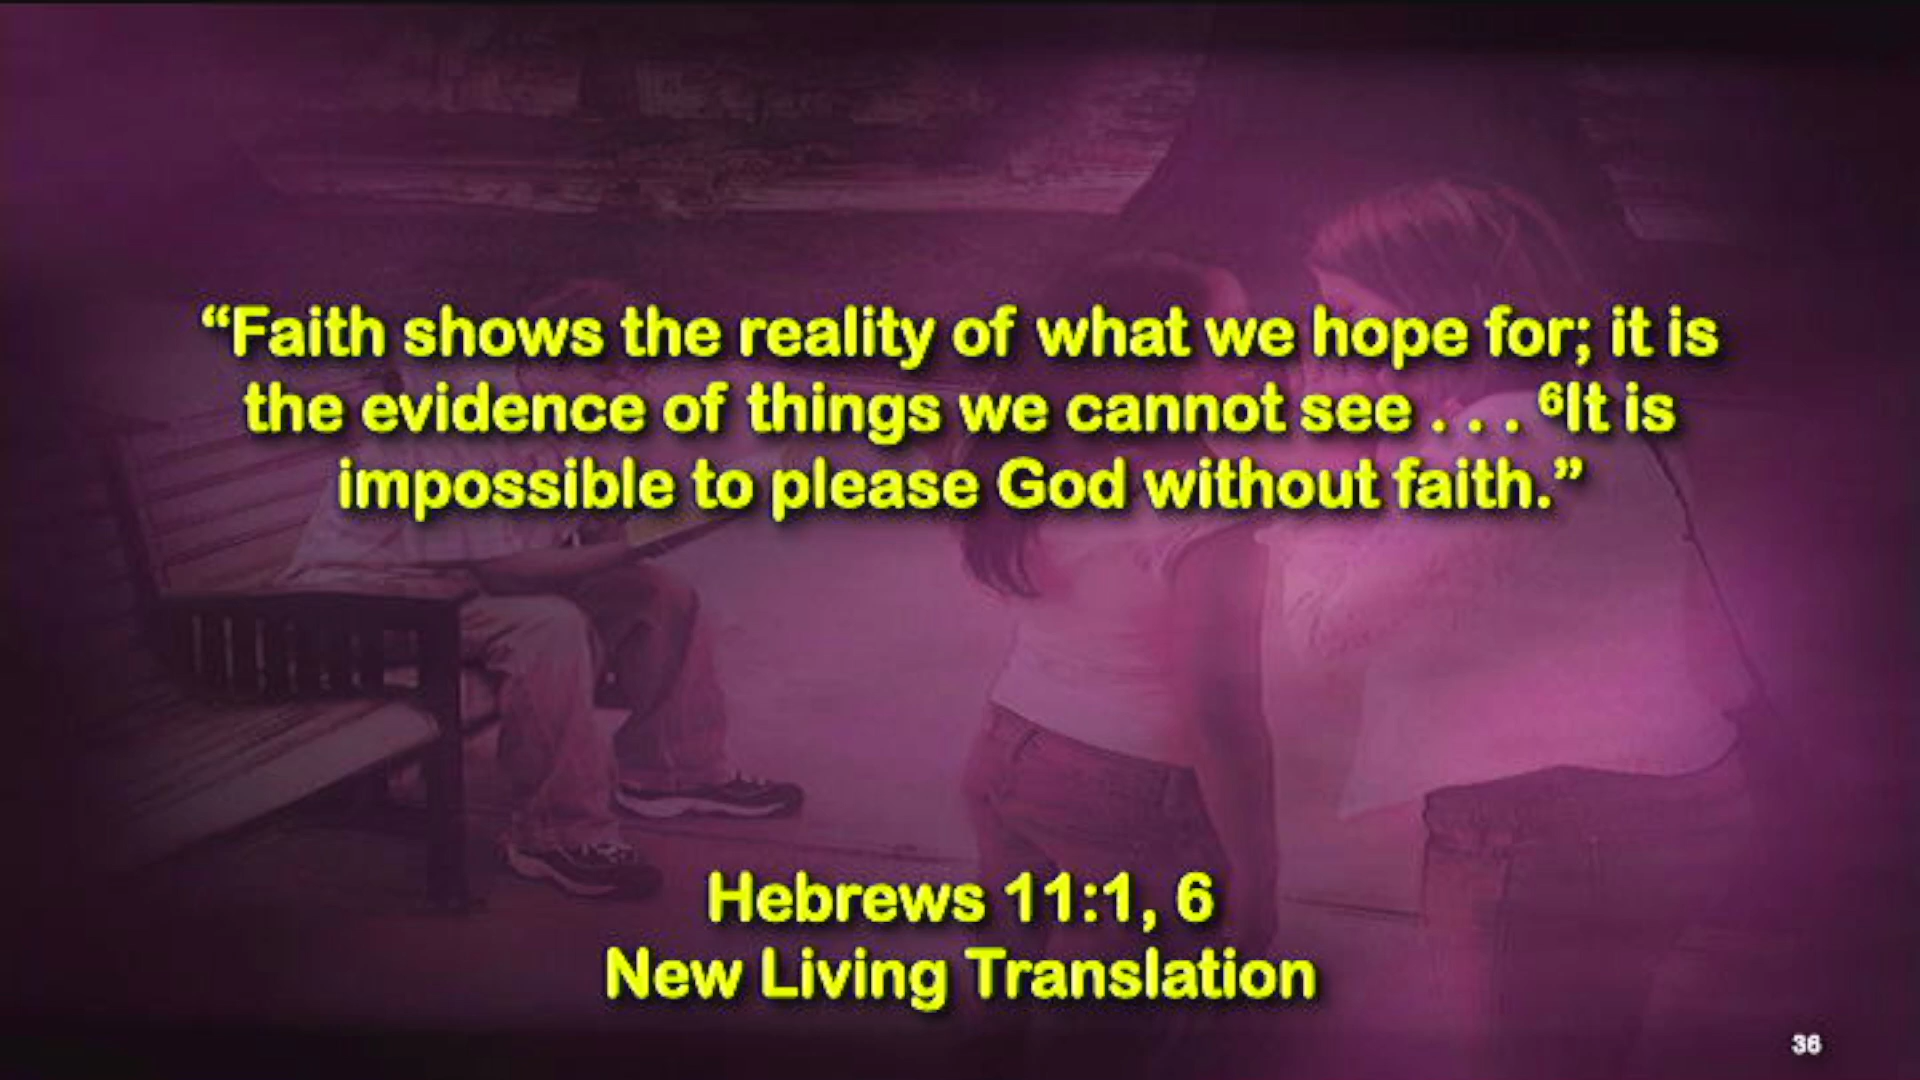 “Faith shows the reality of what we hope for; it is
the evidence of things we cannot see . . . ⁶It is
impossible to please God without faith.”
Hebrews 11:1, 6
New Living Translation
36